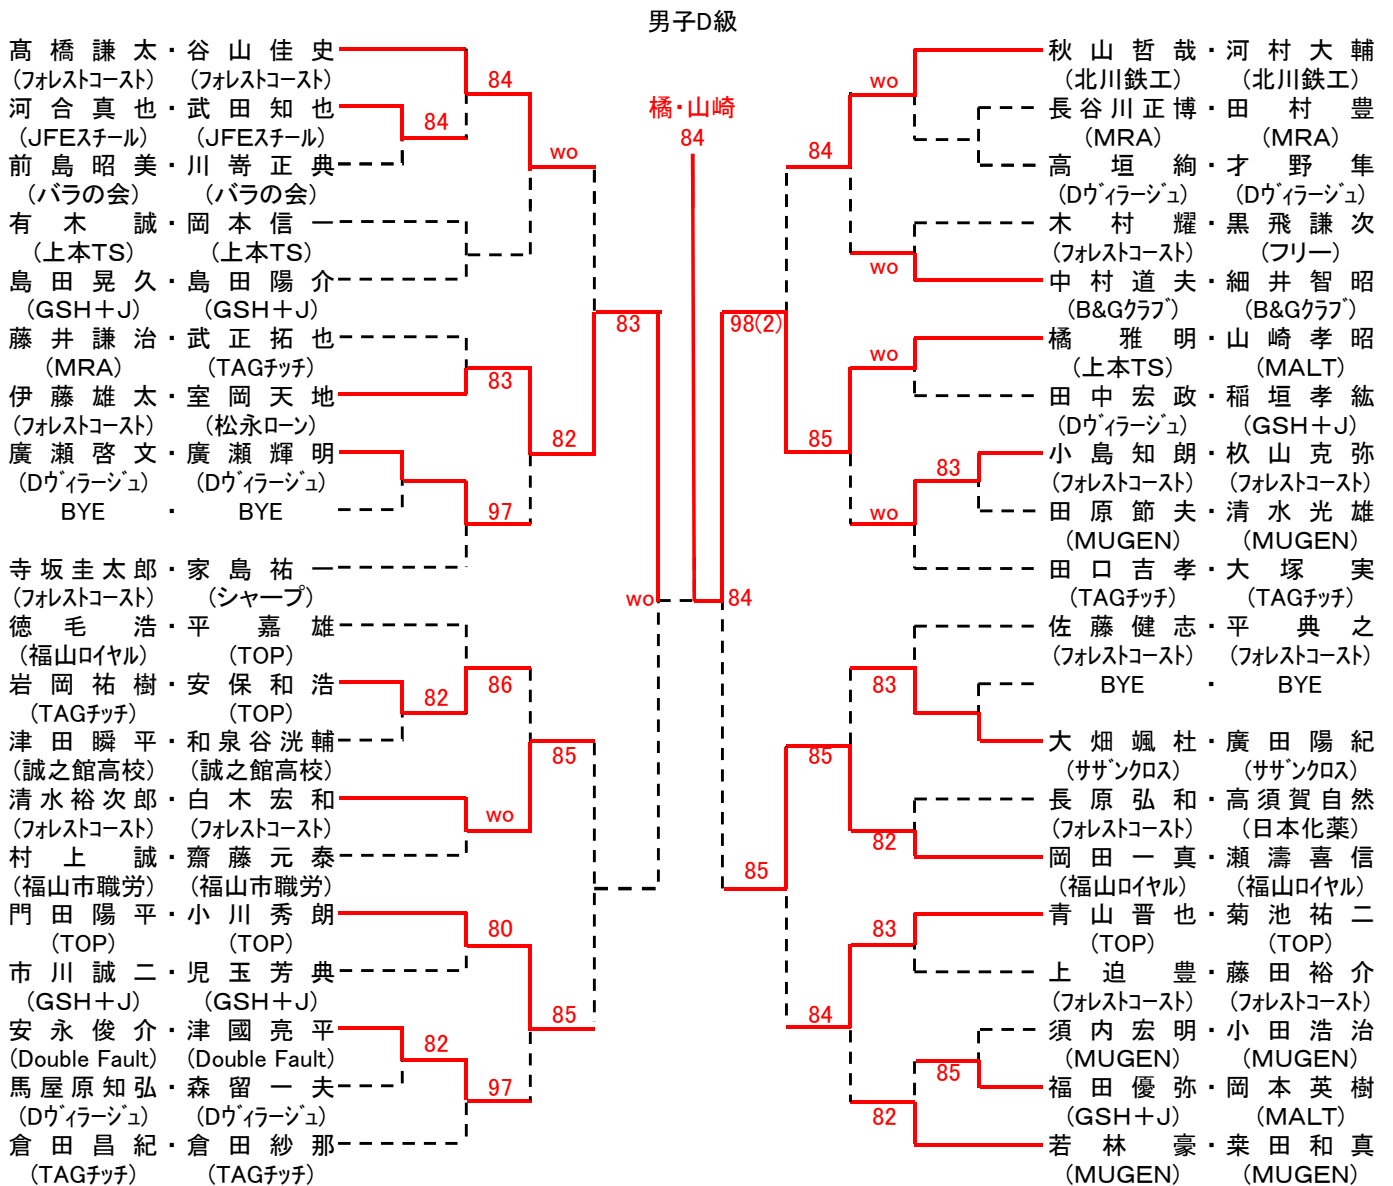 男子D級
橘・山崎
84
髙橋謙太・谷山佳史
(フォレストコースト) (フォレストコースト)
河合真也・武田知也
(JFEスチール) (JFEスチール)
前島昭美・川嵜正典
(バラの会) (バラの会)
有木誠・岡本信一
(上本TS) (上本TS)
島田晃久・島田陽介
(GSH+J) (GSH+J)
藤井謙治・武正拓也
(MRA) (TAGチッチ)
伊藤雄太・室岡天地
(フォレストコースト) (松永ローン)
廣瀬啓文・廣瀬輝明
(Dヴィラージュ) (Dヴィラージュ)
BYE ・ BYE
寺坂圭太郎・家島祐一
(フォレストコースト) (シャープ)
徳毛浩・平嘉雄
(福山ロイヤル) (TOP)
岩岡祐樹・安保和浩
(TAGチッチ) (TOP)
津田瞬平・和泉谷洸輔
(誠之館高校) (誠之館高校)
清水裕次郎・白木宏和
(フォレストコースト) (フォレストコースト)
村上誠・齋藤元泰
(福山市職労) (福山市職労)
門田陽平・小川秀朗
(TOP) (TOP)
市川誠二・児玉芳典
(GSH+J) (GSH+J)
安永俊介・津國亮平
(Double Fault) (Double Fault)
馬屋原知弘・森留一夫
(Dヴィラージュ) (Dヴィラージュ)
倉田昌紀・倉田紗那
(TAGチッチ) (TAGチッチ)
84
84
wo
83
83
82
97
wo
82
86
85
wo
80
85
82
97
秋山哲哉・河村大輔
(北川鉄工) (北川鉄工)
長谷川正博・田村豊
(MRA) (MRA)
高垣絢・才野隼
(Dヴィラージュ) (Dヴィラージュ)
木村耀・黒飛謙次
(フォレストコースト) (フリー)
中村道夫・細井智昭
(B&Gクラブ) (B&Gクラブ)
橘雅明・山崎孝昭
(上本TS) (MALT)
田中宏政・稲垣孝紘
(Dヴィラージュ) (GSH+J)
小島知朗・杦山克弥
(フォレストコースト) (フォレストコースト)
田原節夫・清水光雄
(MUGEN) (MUGEN)
田口吉孝・大塚実
(TAGチッチ) (TAGチッチ)
佐藤健志・平典之
(フォレストコースト) (フォレストコースト)
BYE ・ BYE
大畑颯杜・廣田陽紀
(サザンクロス) (サザンクロス)
長原弘和・高須賀自然
(フォレストコースト) (日本化薬)
岡田一真・瀬濤喜信
(福山ロイヤル) (福山ロイヤル)
青山晋也・菊池祐二
(TOP) (TOP)
上迫豊・藤田裕介
(フォレストコースト) (フォレストコースト)
須内宏明・小田浩治
(MUGEN) (MUGEN)
福田優弥・岡本英樹
(GSH+J) (MALT)
若林豪・桒田和真
(MUGEN) (MUGEN)
wo
84
wo
98(2)
wo
85
83
wo
84
83
85
82
85
83
84
85
82